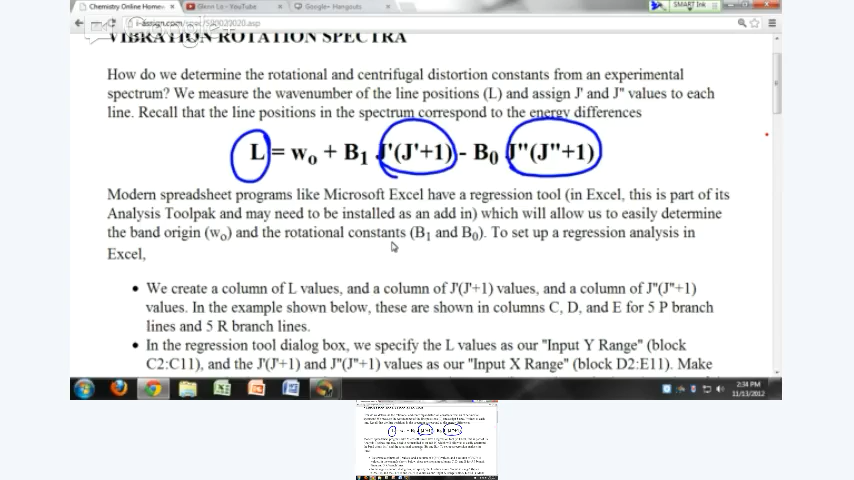 Chemistry Online Home
Glenn Lo - YouTube
Google+ Hangouts
SMART Ink
VIBRATION-ROTATION SPECTRA
How do we determine the rotational and centrifugal distortion constants from an experimental
spectrum? We measure the wavenumber of the line positions (L) and assign J' and J" values to each
line. Recall that the line positions in the spectrum correspond to the energy differences
L = wo + B1 J'(J'+1) - B0 J"(J"+1)
Modern spreadsheet programs like Microsoft Excel have a regression tool (in Excel, this is part of its
Analysis Toolpak and may need to be installed as an add in) which will allow us to easily determine
the band origin (wo) and the rotational constants (B1 and B0). To set up a regression analysis in
Excel,
• We create a column of L values, and a column of J'(J'+1) values, and a column of J"(J"+1)
values. In the example shown below, these are shown in columns C, D, and E for 5 P branch
lines and 5 R branch lines.
• In the regression tool dialog box, we specify the L values as our "Input Y Range" (block
C2:C11), and the J'(J'+1) and J"(J"+1) values as our "Input X Range" (block D2:E11). Make
2:34 PM
11/13/2012